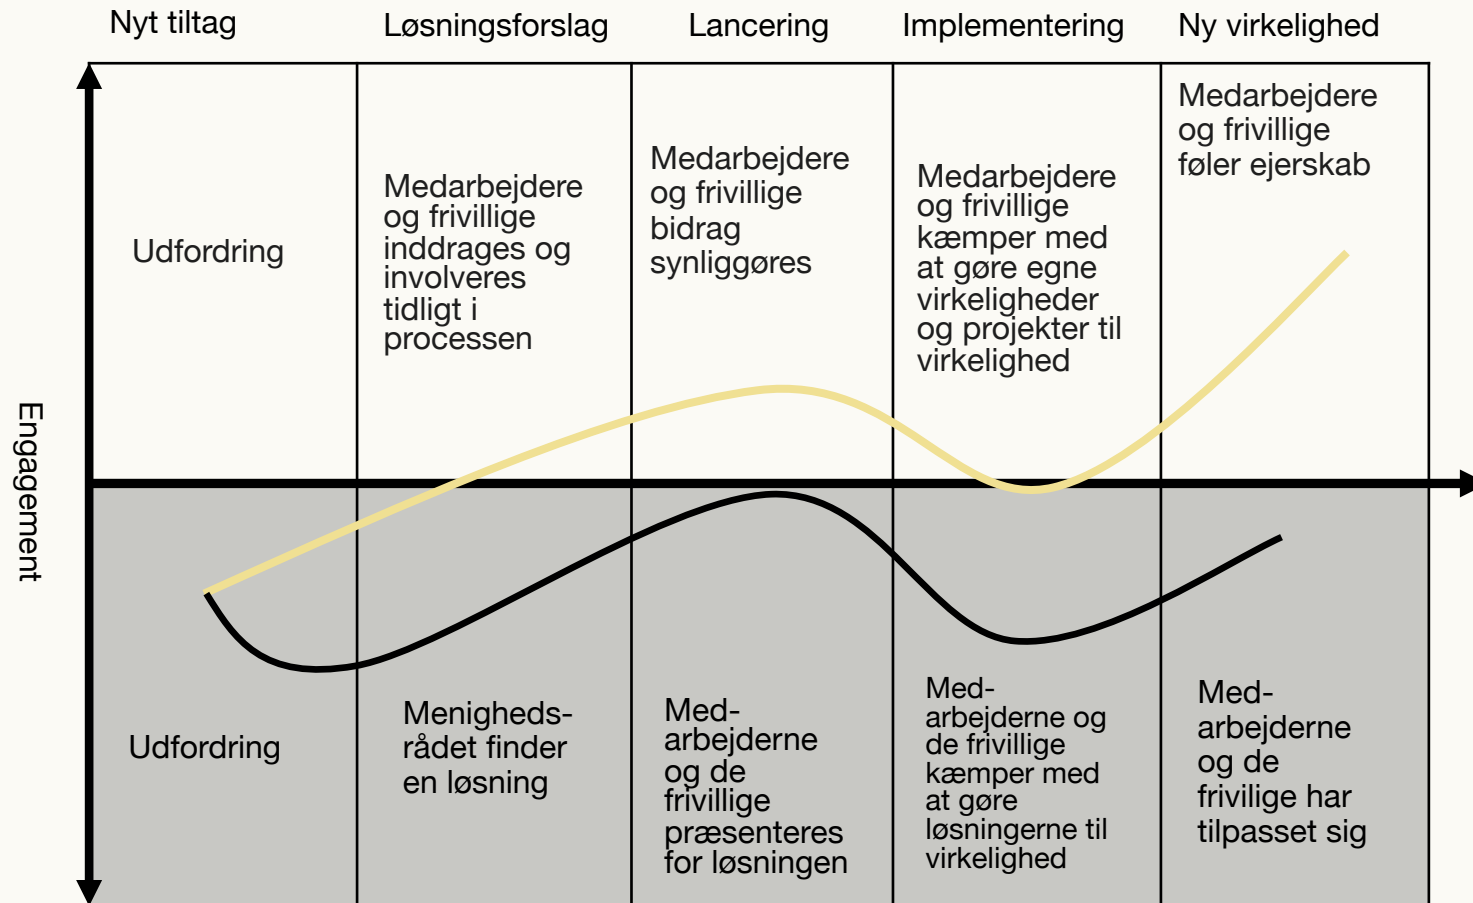 Nyt tiltag
Løsningsforslag
Lancering
Implementering
Ny virkelighed
Udfordring
Medarbejdere
og frivillige
inddrages og
involveres
tidligt i
processen
Medarbejdere
og frivillige
bidrag
synliggøres
Medarbejdere
og frivillige
kæmper med
at gøre egne
virkeligheder
og projekter til
virkelighed
Medarbejdere
og frivillige
føler ejerskab
Engagement
Udfordring
Menigheds-
rådet finder
en løsning
Med-
arbejderne
og de
frivillige
præsenteres
for løsningen
Med-
arbejderne og
de frivillige
kæmper med
at gøre
løsningerne til
virkelighed
Med-
arbejderne
og de
frivilige har
tilpasset sig